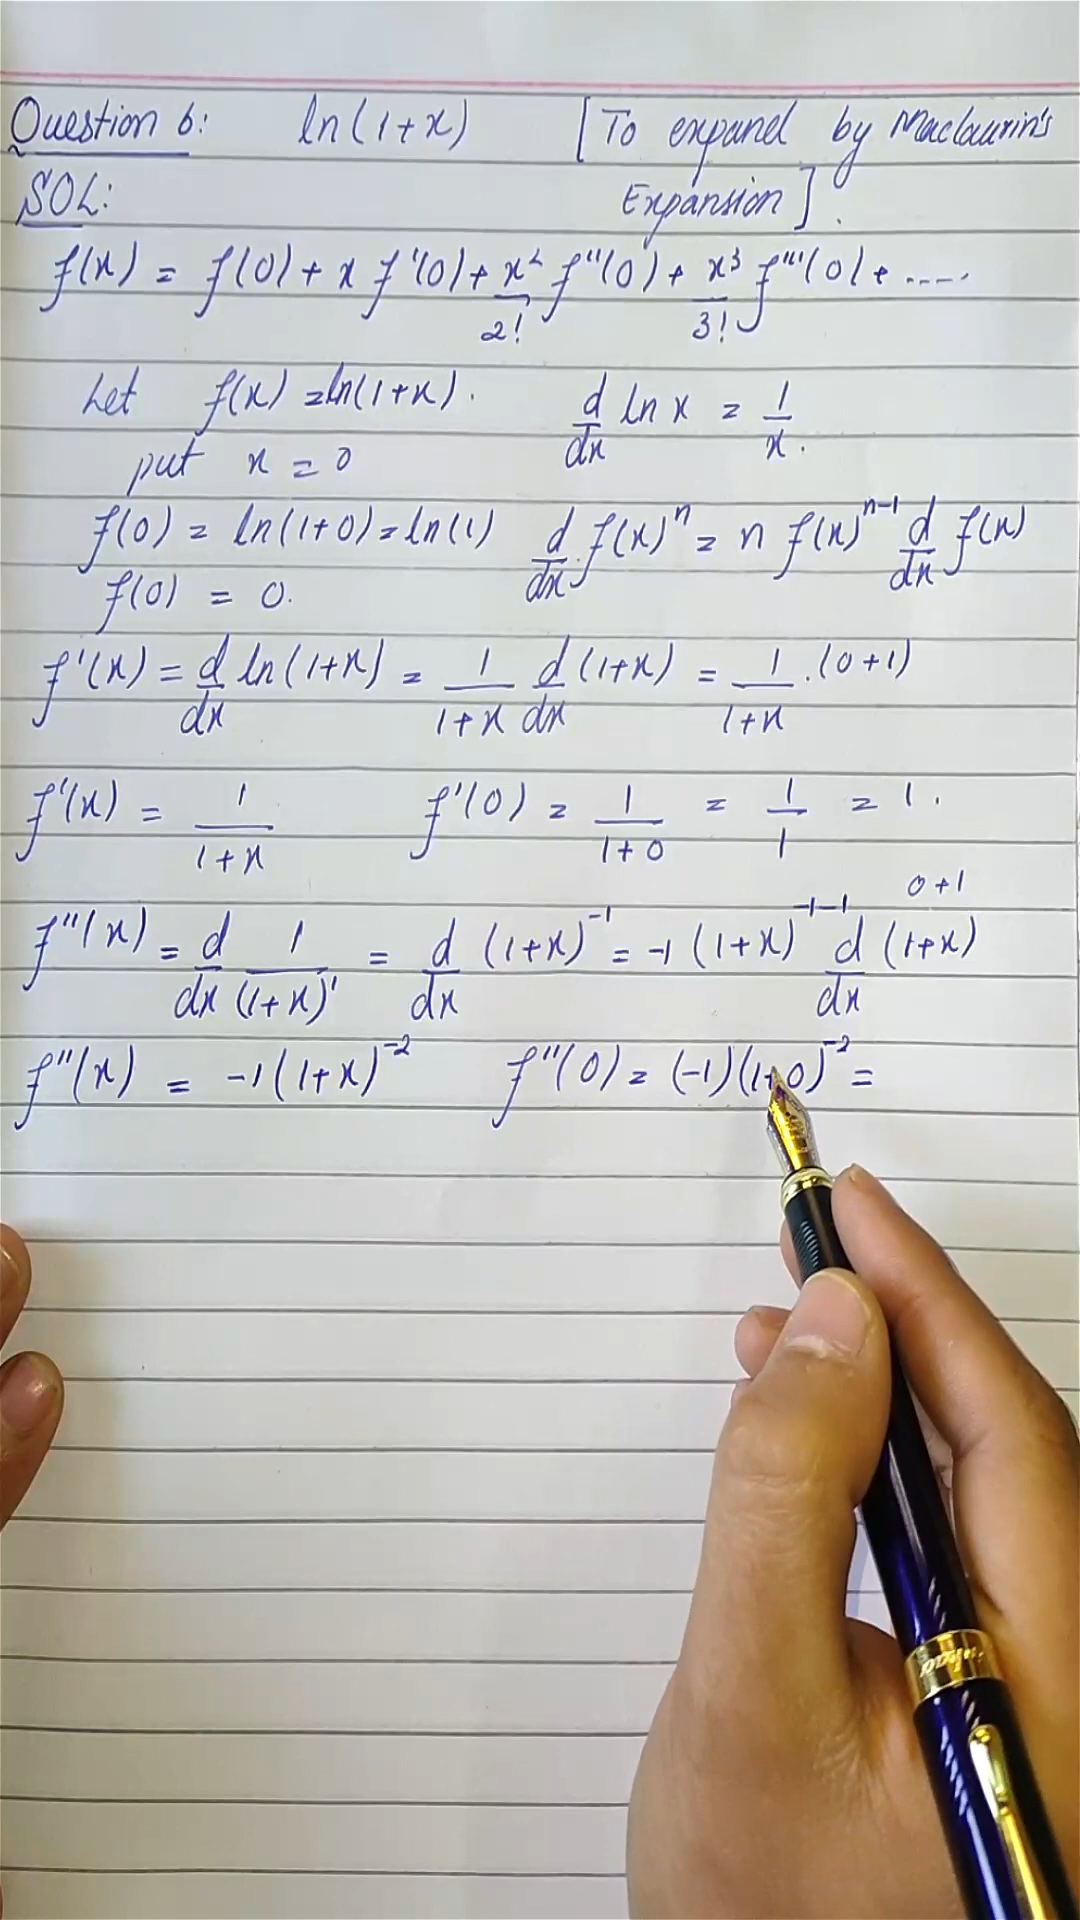 Question 6: ln(1+x) [To expand by Maclaurin's
SOL: Expansion].
f(x) = f(0) + x f'(0) + x²/2! f''(0) + x³/3! f'''(0) + .....
Let f(x) = ln(1+x). d/dx ln x = 1/x.
put x = 0
f(0) = ln(1+0) = ln(1) d/dx f(x)ⁿ = n f(x)ⁿ⁻¹ d/dx f(x)
f(0) = 0.
f'(x) = d/dx ln(1+x) = 1/1+x d/dx (1+x) = 1/1+x . (0+1)
f'(x) = 1/1+x f'(0) = 1/1+0 = 1/1 = 1.
0+1
f''(x) = d/dx 1/(1+x)¹ = d/dx (1+x)⁻¹ = -1 (1+x)⁻¹⁻¹ d/dx (1+x)
f''(x) = -1(1+x)⁻² f''(0) = (-1)(1+0)⁻² =